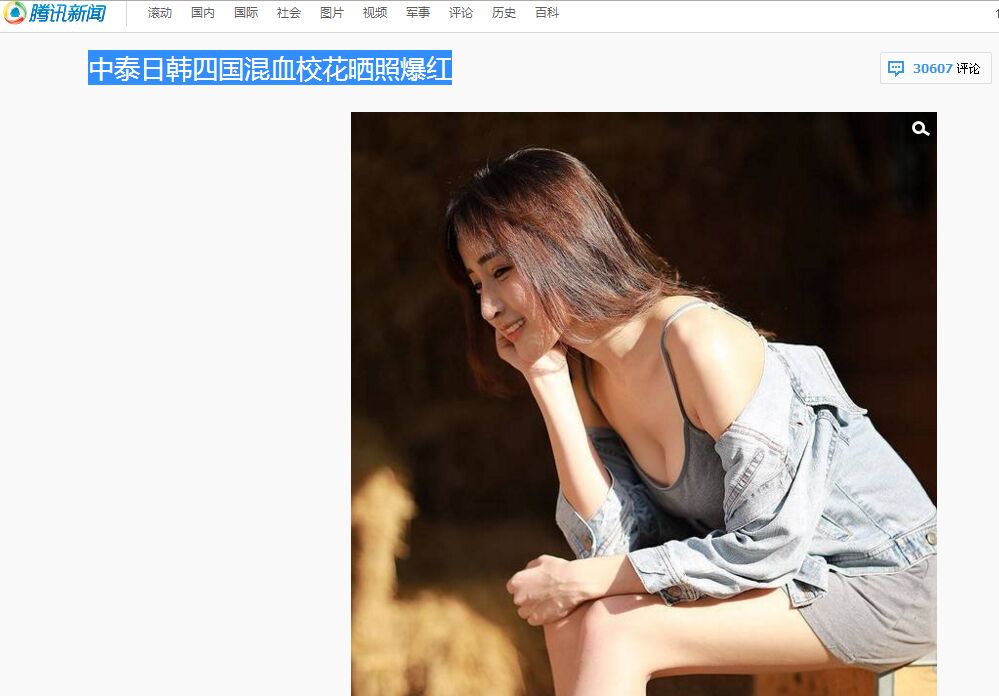 腾讯新闻 滚动 国内 国际 社会 图片 视频 军事 评论 历史 百科
中泰日韩四国混血校花晒照爆红
30607 评论